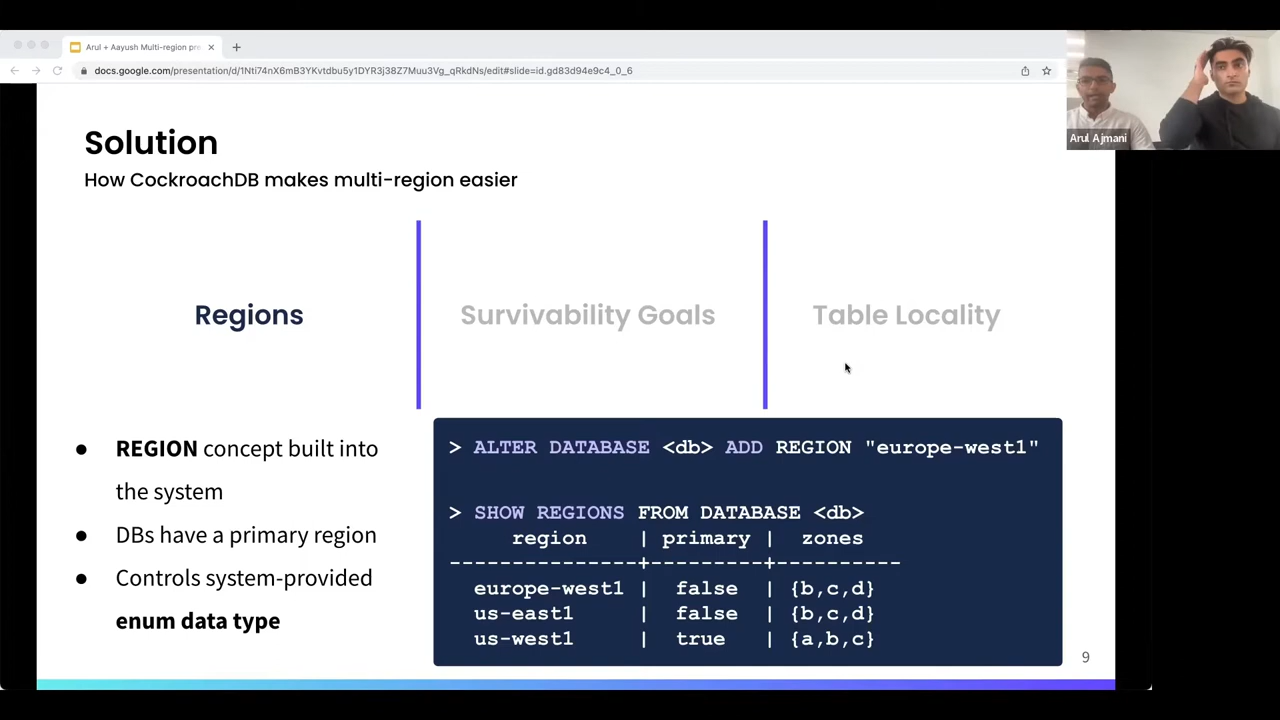 Arul + Aayush Multi-region pre
docs.google.com/presentation/d/1Nti74nX6mB3YKvtdbu5y1DYR3j38Z7Muu3Vg_qRkdNs/edit#slide=id.gd83d94e9c4_0_6
Arul Ajmani
Solution
How CockroachDB makes multi-region easier
Regions
Survivability Goals
Table Locality
● REGION concept built into
the system
● DBs have a primary region
● Controls system-provided
enum data type
> ALTER DATABASE <db> ADD REGION "europe-west1"
> SHOW REGIONS FROM DATABASE <db>
region | primary | zones
---------------+---------+----------
europe-west1 | false | {b,c,d}
us-east1 | false | {b,c,d}
us-west1 | true | {a,b,c}
9